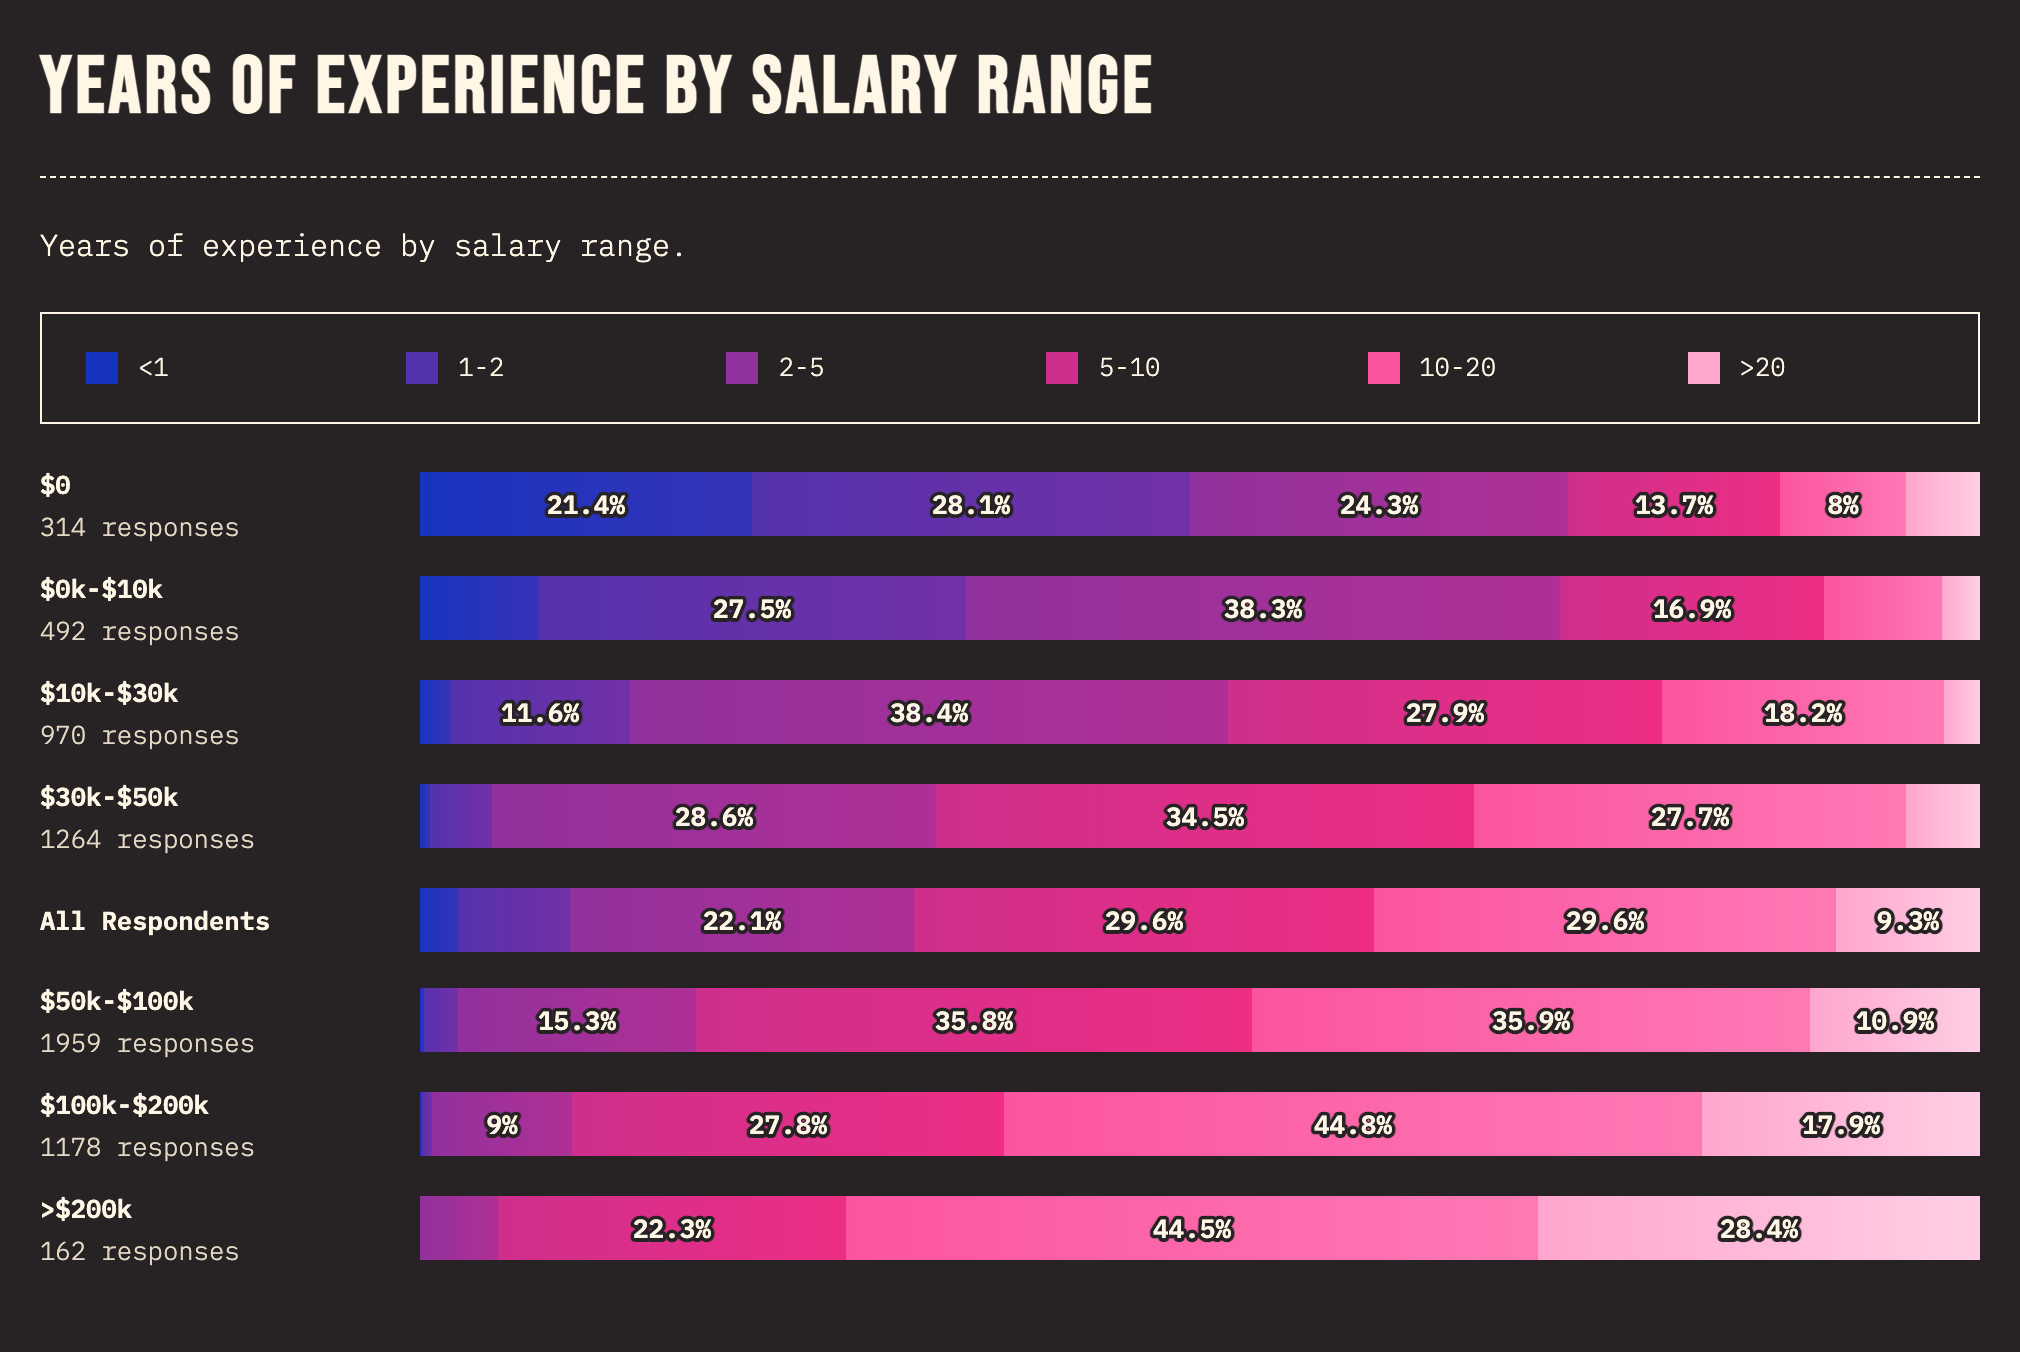 YEARS OF EXPERIENCE BY SALARY RANGE
Years of experience by salary range.
<1 1-2 2-5 5-10 10-20 >20
$0
314 responses
21.4% 28.1% 24.3% 13.7% 8%
$0k-$10k
492 responses
27.5% 38.3% 16.9%
$10k-$30k
970 responses
11.6% 38.4% 27.9% 18.2%
$30k-$50k
1264 responses
28.6% 34.5% 27.7%
All Respondents
22.1% 29.6% 29.6% 9.3%
$50k-$100k
1959 responses
15.3% 35.8% 35.9% 10.9%
$100k-$200k
1178 responses
9% 27.8% 44.8% 17.9%
>$200k
162 responses
22.3% 44.5% 28.4%